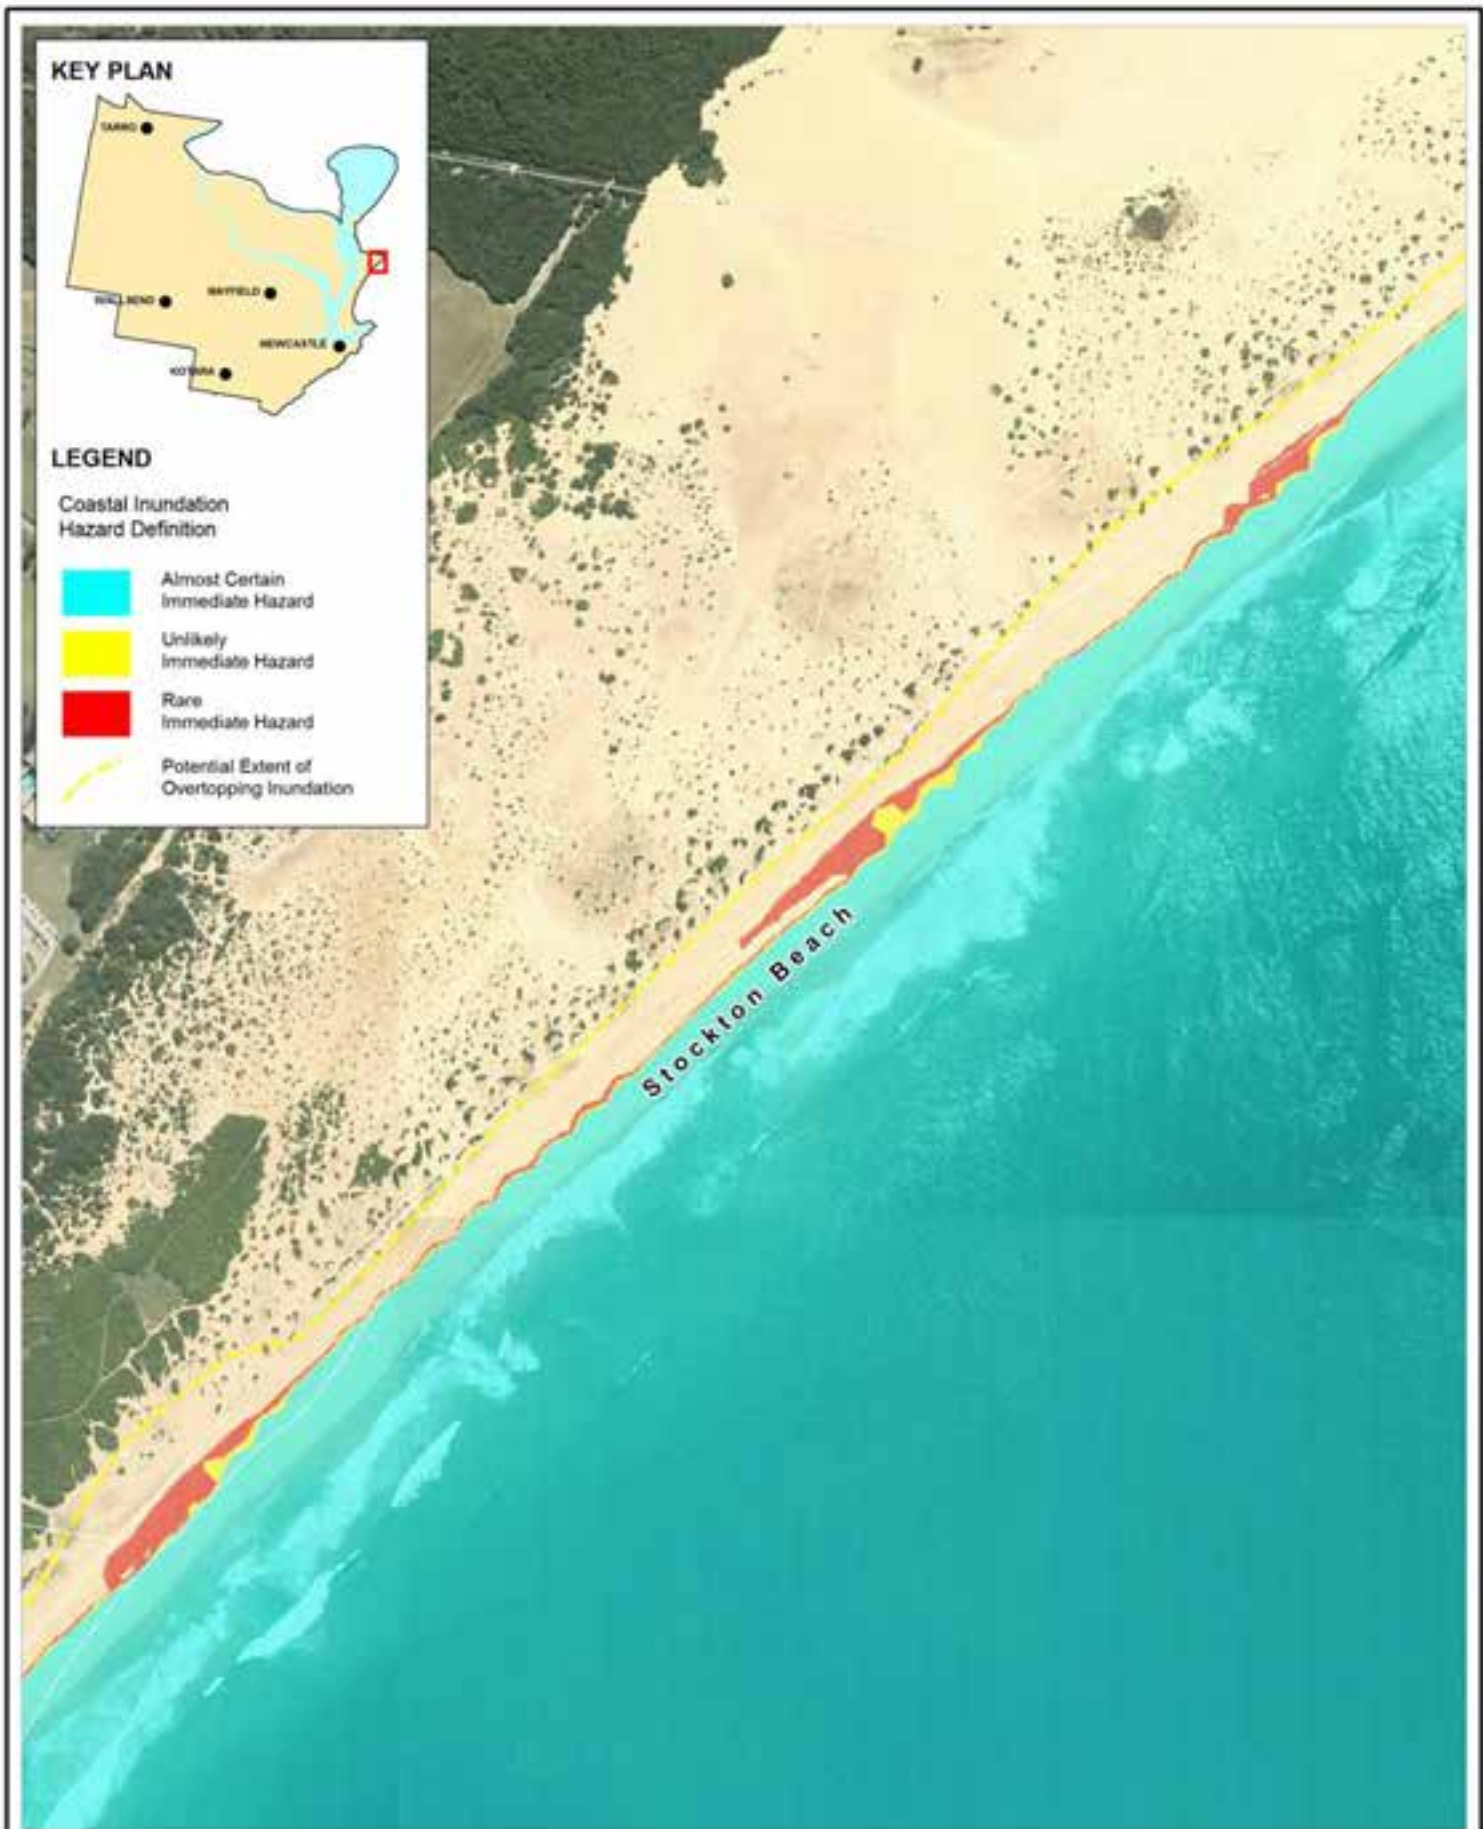 KEY PLAN
TARRO
WALLSEND
MAYFIELD
NEWCASTLE
KOTARA
LEGEND
Coastal Inundation
Hazard Definition
Almost Certain
Immediate Hazard
Unlikely
Immediate Hazard
Rare
Immediate Hazard
Potential Extent of
Overtopping Inundation
Stockton Beach